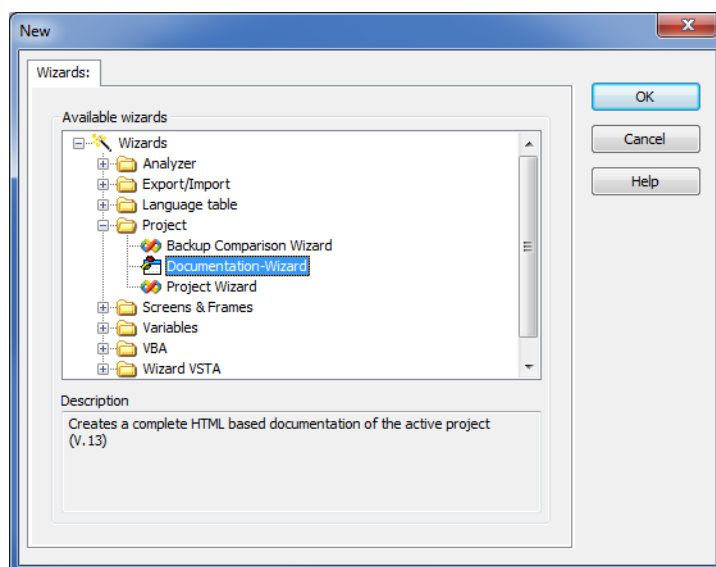 New
Wizards:
OK
Available wizards
Wizards
Cancel
Analyzer
Export/Import
Help
Language table
Project
Backup Comparison Wizard
Documentation-Wizard
Project Wizard
Screens & Frames
Variables
VBA
Wizard VSTA
Description
Creates a complete HTML based documentation of the active project
(V.13)